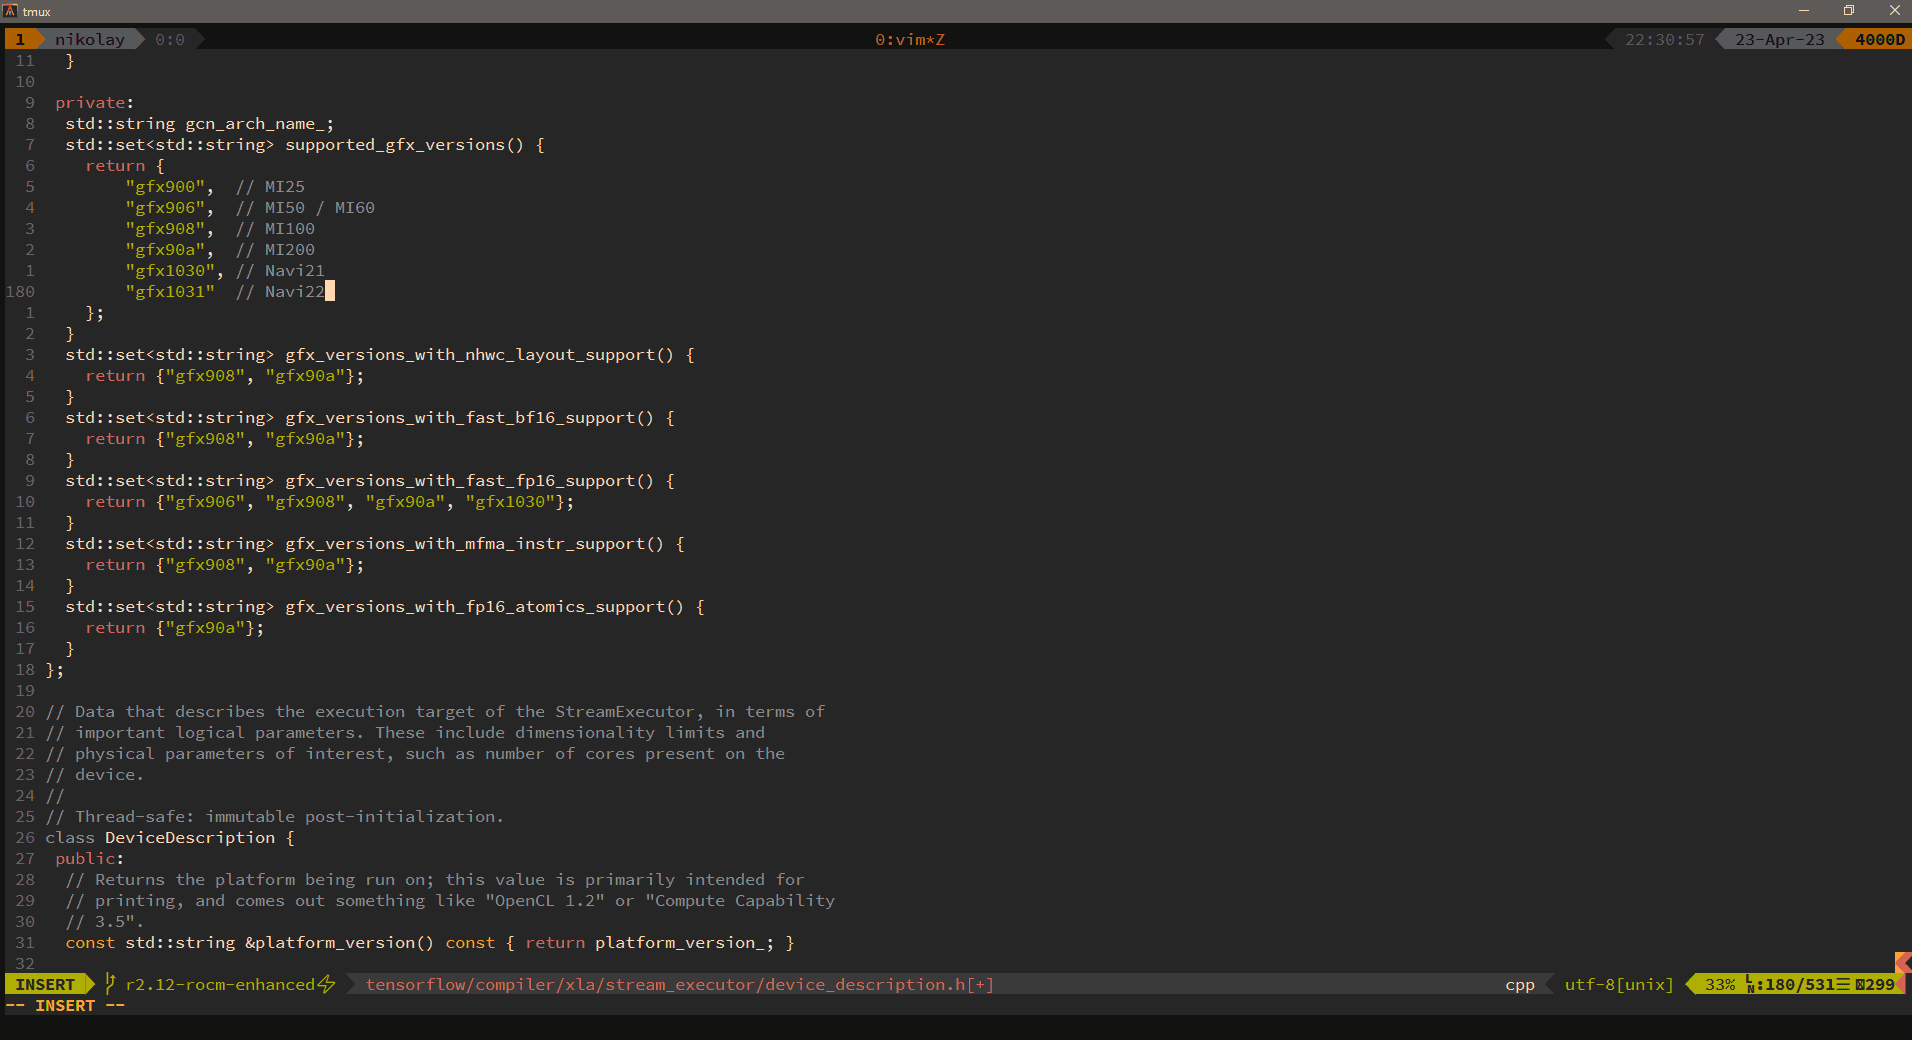 tmux
1 nikolay 0:0 0:vim*Z 22:30:57 23-Apr-23 4000D
11 }
10
9 private:
8 std::string gcn_arch_name_;
7 std::set<std::string> supported_gfx_versions() {
6 return {
5 "gfx900", // MI25
4 "gfx906", // MI50 / MI60
3 "gfx908", // MI100
2 "gfx90a", // MI200
1 "gfx1030", // Navi21
180 "gfx1031" // Navi22
1 };
2 }
3 std::set<std::string> gfx_versions_with_nhwc_layout_support() {
4 return {"gfx908", "gfx90a"};
5 }
6 std::set<std::string> gfx_versions_with_fast_bf16_support() {
7 return {"gfx908", "gfx90a"};
8 }
9 std::set<std::string> gfx_versions_with_fast_fp16_support() {
10 return {"gfx906", "gfx908", "gfx90a", "gfx1030"};
11 }
12 std::set<std::string> gfx_versions_with_mfma_instr_support() {
13 return {"gfx908", "gfx90a"};
14 }
15 std::set<std::string> gfx_versions_with_fp16_atomics_support() {
16 return {"gfx90a"};
17 }
18 };
19
20 // Data that describes the execution target of the StreamExecutor, in terms of
21 // important logical parameters. These include dimensionality limits and
22 // physical parameters of interest, such as number of cores present on the
23 // device.
24 //
25 // Thread-safe: immutable post-initialization.
26 class DeviceDescription {
27 public:
28 // Returns the platform being run on; this value is primarily intended for
29 // printing, and comes out something like "OpenCL 1.2" or "Compute Capability
30 // 3.5".
31 const std::string &platform_version() const { return platform_version_; }
32
INSERT r2.12-rocm-enhanced⚡ tensorflow/compiler/xla/stream_executor/device_description.h[+] cpp utf-8[unix] 33% LN:180/531☰ 299
-- INSERT --